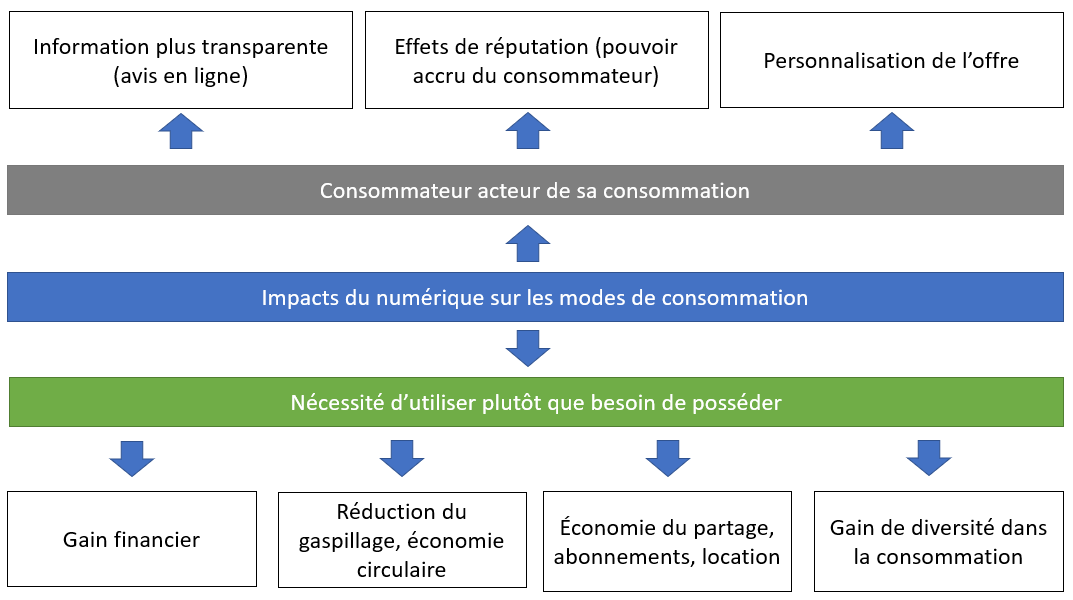 Information plus transparente
(avis en ligne)
Effets de réputation (pouvoir
accru du consommateur)
Personnalisation de l’offre
Consommateur acteur de sa consommation
Impacts du numérique sur les modes de consommation
Nécessité d’utiliser plutôt que besoin de posséder
Gain financier
Réduction du
gaspillage, économie
circulaire
Économie du partage,
abonnements, location
Gain de diversité dans
la consommation